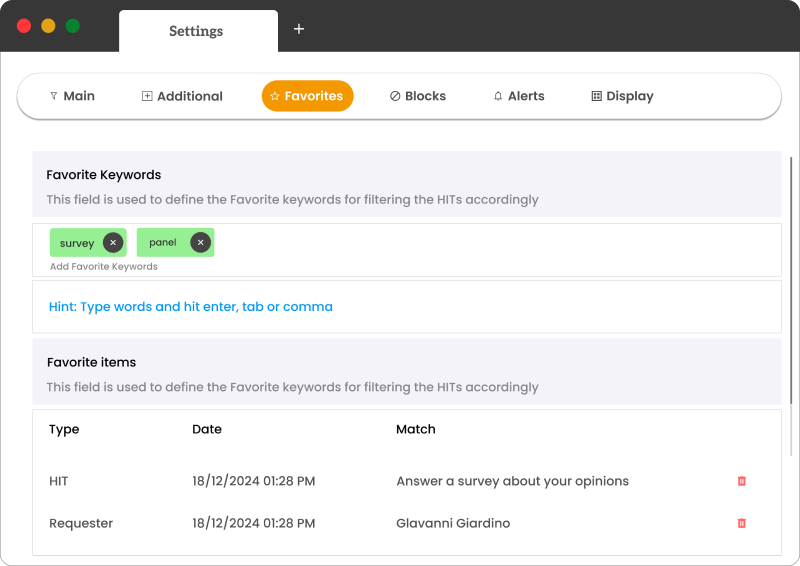 Settings +
Main Additional Favorites Blocks Alerts Display
Favorite Keywords
This field is used to define the Favorite keywords for filtering the HITs accordingly
survey × panel ×
Add Favorite Keywords
Hint: Type words and hit enter, tab or comma
Favorite items
This field is used to define the Favorite keywords for filtering the HITs accordingly
Type Date Match
HIT 18/12/2024 01:28 PM Answer a survey about your opinions
Requester 18/12/2024 01:28 PM Glavanni Giardino